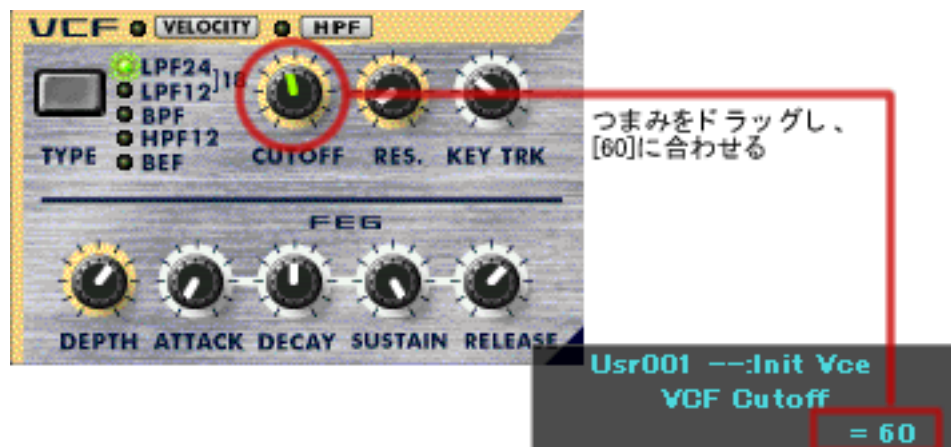 VCF VELOCITY HPF
LPF24
LPF12 ]18
BPF
HPF12
BEF
TYPE CUTOFF RES. KEY TRK
つまみをドラッグし、
[60]に合わせる
FEG
DEPTH ATTACK DECAY SUSTAIN RELEASE
Usr001 --:Init Vce
VCF Cutoff
= 60